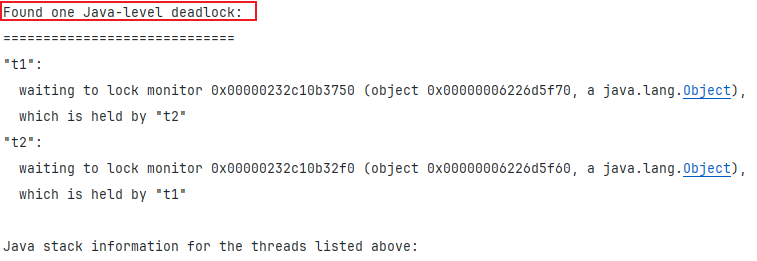 Found one Java-level deadlock:
=============================
"t1":
  waiting to lock monitor 0x00000232c10b3750 (object 0x00000006226d5f70, a java.lang.Object),
  which is held by "t2"
"t2":
  waiting to lock monitor 0x00000232c10b32f0 (object 0x00000006226d5f60, a java.lang.Object),
  which is held by "t1"
Java stack information for the threads listed above: